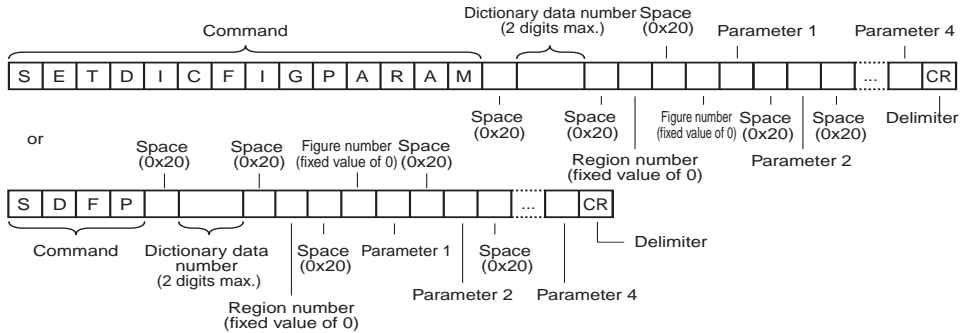 Command
Dictionary data number
(2 digits max.)
Space
(0x20)
Parameter 1
Parameter 4
S E T D I C F I G P A R A M ... CR
Space
(0x20)
Space
(0x20)
Region number
(fixed value of 0)
Figure number
(fixed value of 0)
Space
(0x20)
Parameter 2
Space
(0x20)
Delimiter
or
Space
(0x20)
Space
(0x20)
Figure number
(fixed value of 0)
Space
(0x20)
S D F P ... CR
Command
Dictionary data
number
(2 digits max.)
Region number
(fixed value of 0)
Space
(0x20)
Parameter 1
Parameter 2
Space
(0x20)
Parameter 4
Delimiter